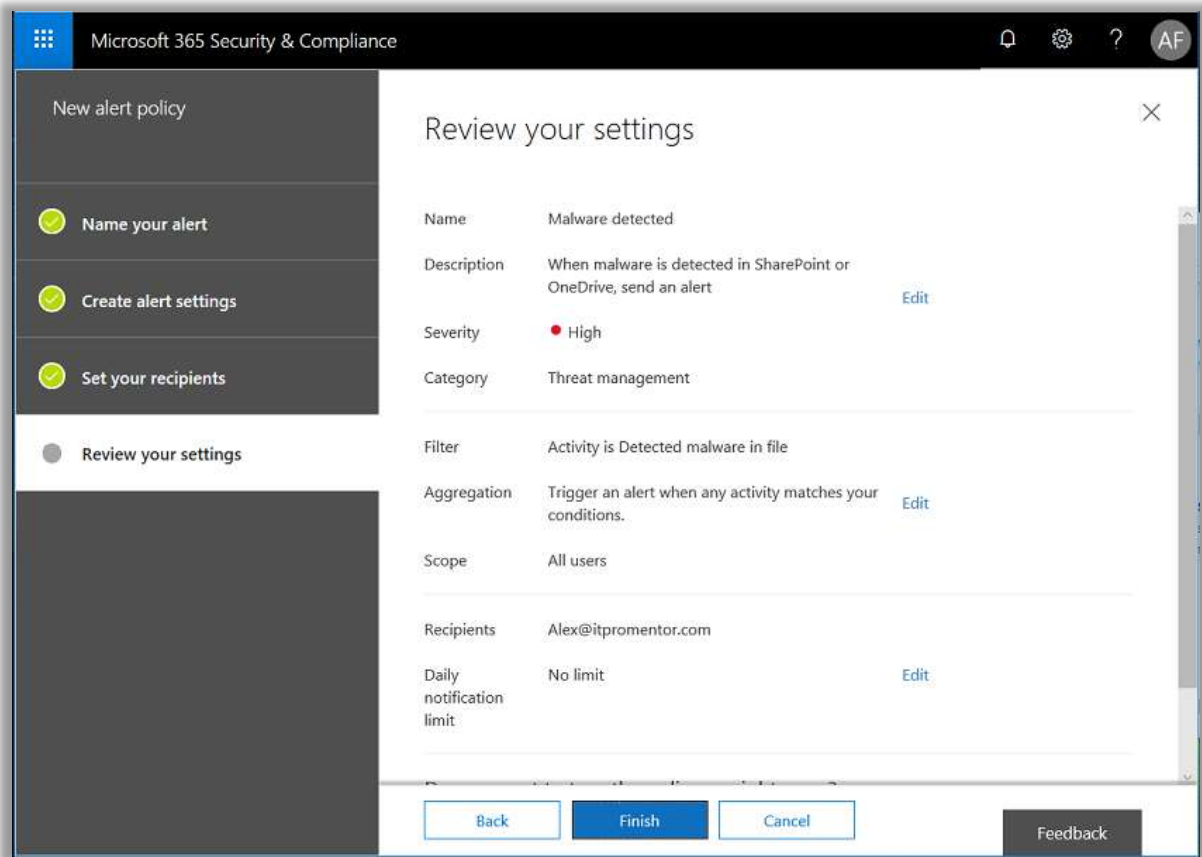 Microsoft 365 Security & Compliance
?
AF
New alert policy
Name your alert
Create alert settings
Set your recipients
Review your settings
Review your settings
Name Malware detected
Description When malware is detected in SharePoint or
OneDrive, send an alert
Edit
Severity High
Category Threat management
Filter Activity is Detected malware in file
Aggregation Trigger an alert when any activity matches your
conditions.
Edit
Scope All users
Recipients Alex@itpromentor.com
Daily
notification
limit
No limit
Edit
Back
Finish
Cancel
Feedback